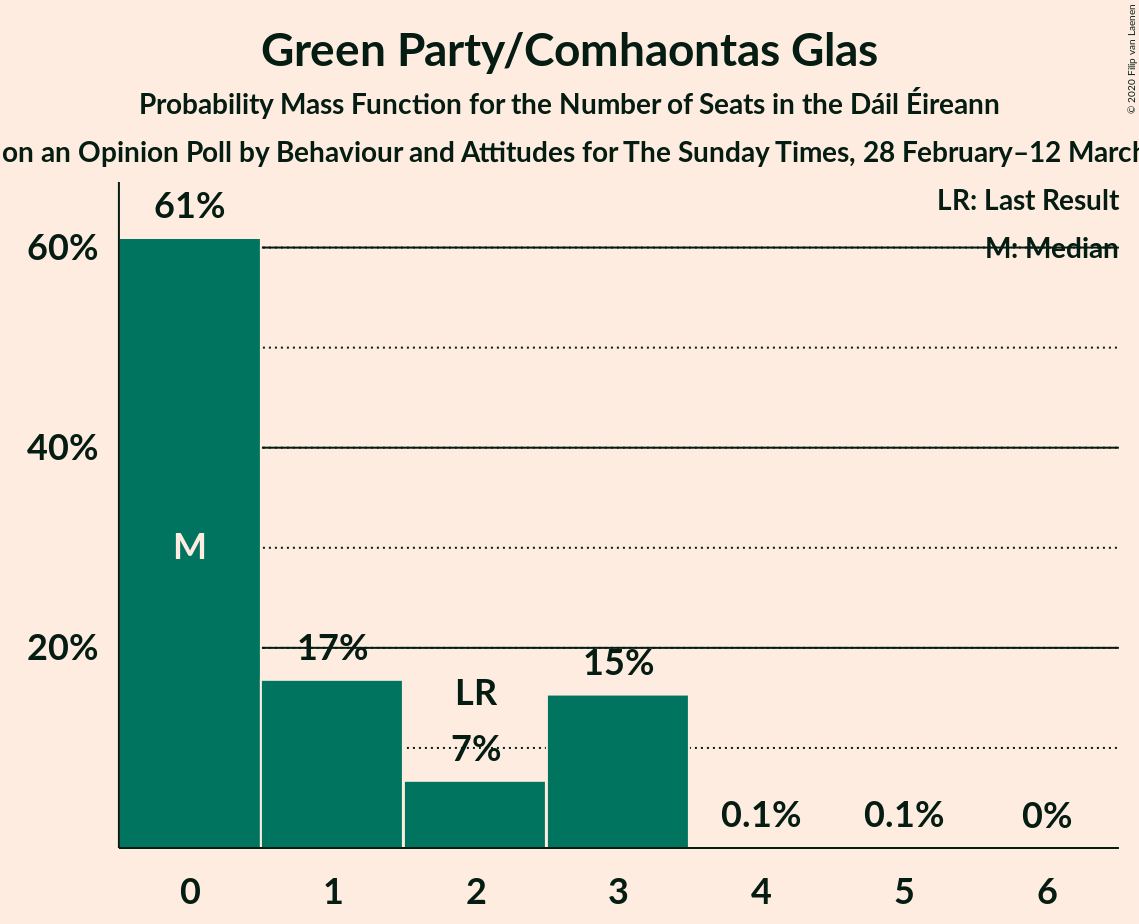 Green Party/Comhaontas Glas
Probability Mass Function for the Number of Seats in the Dáil Éireann
on an Opinion Poll by Behaviour and Attitudes for The Sunday Times, 28 February–12 March
© 2020 Filip van Laenen
LR: Last Result
M: Median
61%
60%
40%
M
20%
17%
15%
LR
7%
0.1%
0.1%
0%
0 1 2 3 4 5 6